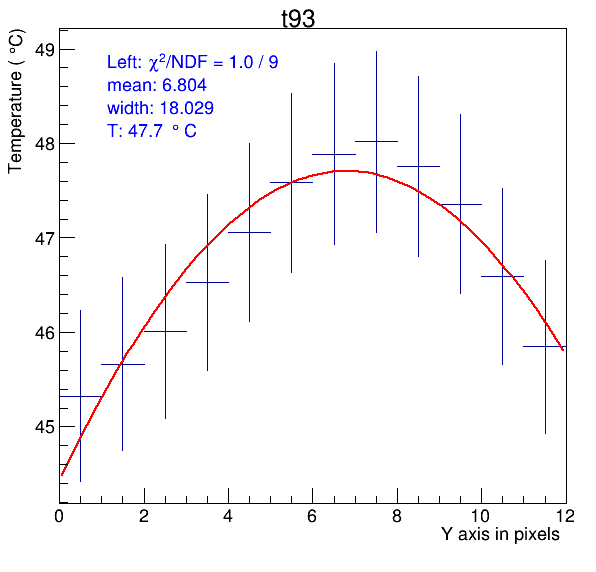 t93
Temperature ( °C)
Left: χ²/NDF = 1.0 / 9
mean: 6.804
width: 18.029
T: 47.7 ° C
49
48
47
46
45
0 2 4 6 8 10 12
Y axis in pixels